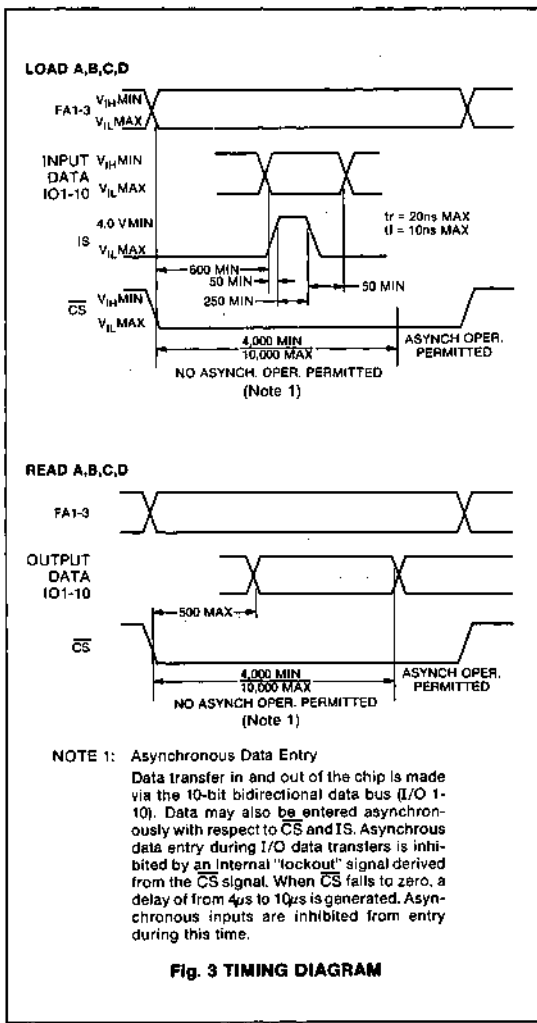 LOAD A,B,C,D
FA1-3 VIHMIN
VILMAX
INPUT DATA IO1-10 VIHMIN
VILMAX
IS 4.0 VMIN
VILMAX
tr = 20ns MAX
tl = 10ns MAX
600 MIN
50 MIN
50 MIN
250 MIN
CS VIHMIN
VILMAX
4,000 MIN
10,000 MAX
ASYNCH OPER.
PERMITTED
NO ASYNCH. OPER. PERMITTED
(Note 1)
READ A,B,C,D
FA1-3
OUTPUT
DATA
IO1-10
500 MAX
CS
4,000 MIN
10,000 MAX
ASYNCH OPER.
PERMITTED
NO ASYNCH OPER. PERMITTED
(Note 1)
NOTE 1: Asynchronous Data Entry
Data transfer in and out of the chip is made
via the 10-bit bidirectional data bus (I/O 1-
10). Data may also be entered asynchron-
ously with respect to CS and IS. Asynchrous
data entry during I/O data transfers is inhi-
bited by an Internal "lockout" signal derived
from the CS signal. When CS falls to zero, a
delay of from 4μs to 10μs is generated. Asyn-
chronous inputs are inhibited from entry
during this time.
Fig. 3 TIMING DIAGRAM